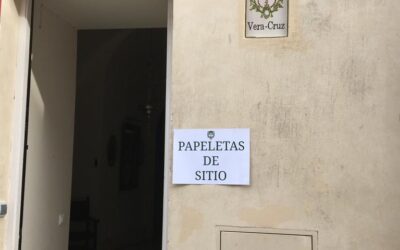 Vera-Cruz
PAPELETAS
DE
SITIO